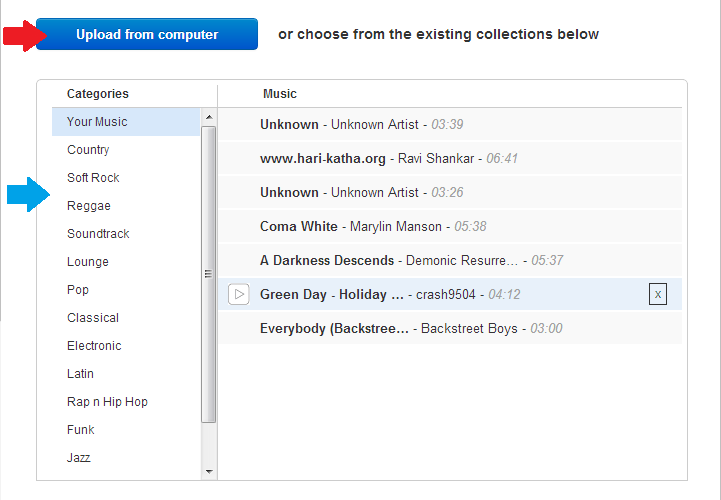 Upload from computer or choose from the existing collections below
Categories
Your Music
Country
Soft Rock
Reggae
Soundtrack
Lounge
Pop
Classical
Electronic
Latin
Rap n Hip Hop
Funk
Jazz
Music
Unknown - Unknown Artist - 03:39
www.hari-katha.org - Ravi Shankar - 06:41
Unknown - Unknown Artist - 03:26
Coma White - Marylin Manson - 05:38
A Darkness Descends - Demonic Resurre... - 05:37
Green Day - Holiday ... - crash9504 - 04:12 x
Everybody (Backstree... - Backstreet Boys - 03:00